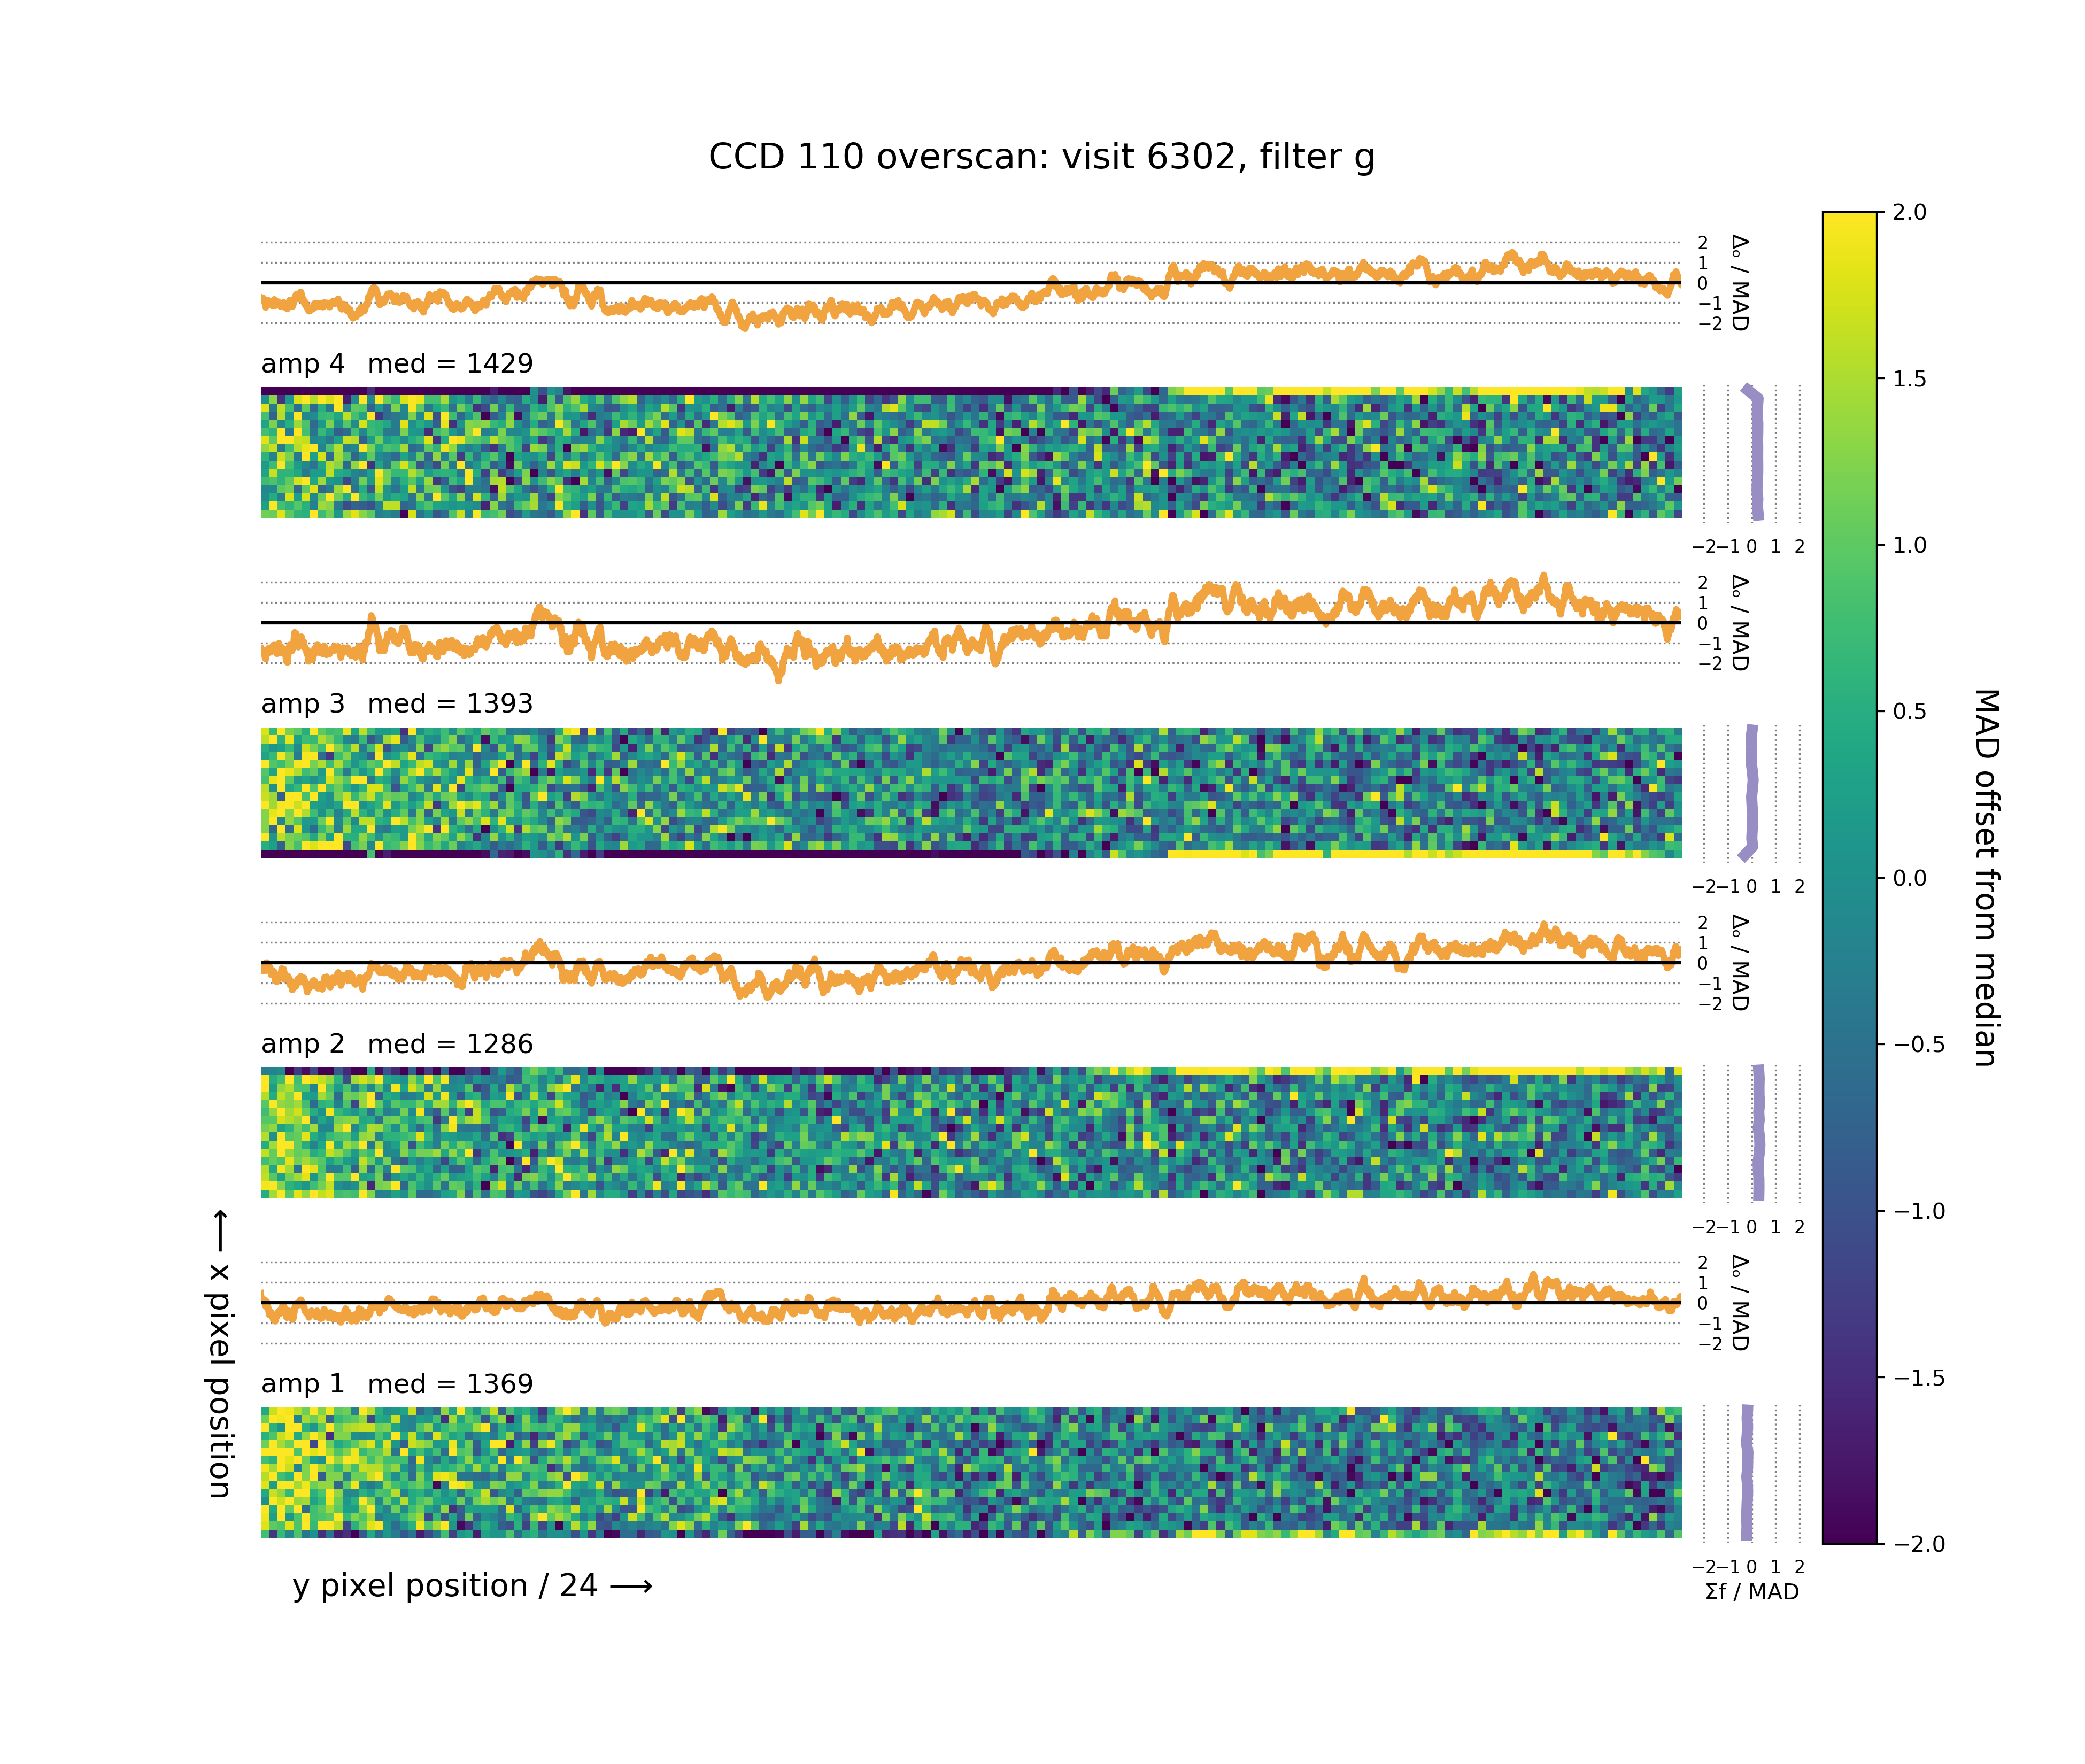 CCD 110 overscan: visit 6302, filter g
2
1
0
−1
−2
Δₒ / MAD
amp 4 med = 1429
−2 −1 0 1 2
2
1
0
−1
−2
Δₒ / MAD
amp 3 med = 1393
−2 −1 0 1 2
2
1
0
−1
−2
Δₒ / MAD
amp 2 med = 1286
−2 −1 0 1 2
2
1
0
−1
−2
Δₒ / MAD
amp 1 med = 1369
−2 −1 0 1 2
Σf / MAD
y pixel position / 24 ⟶
⟵ x pixel position
2.0
1.5
1.0
0.5
0.0
−0.5
−1.0
−1.5
−2.0
MAD offset from median